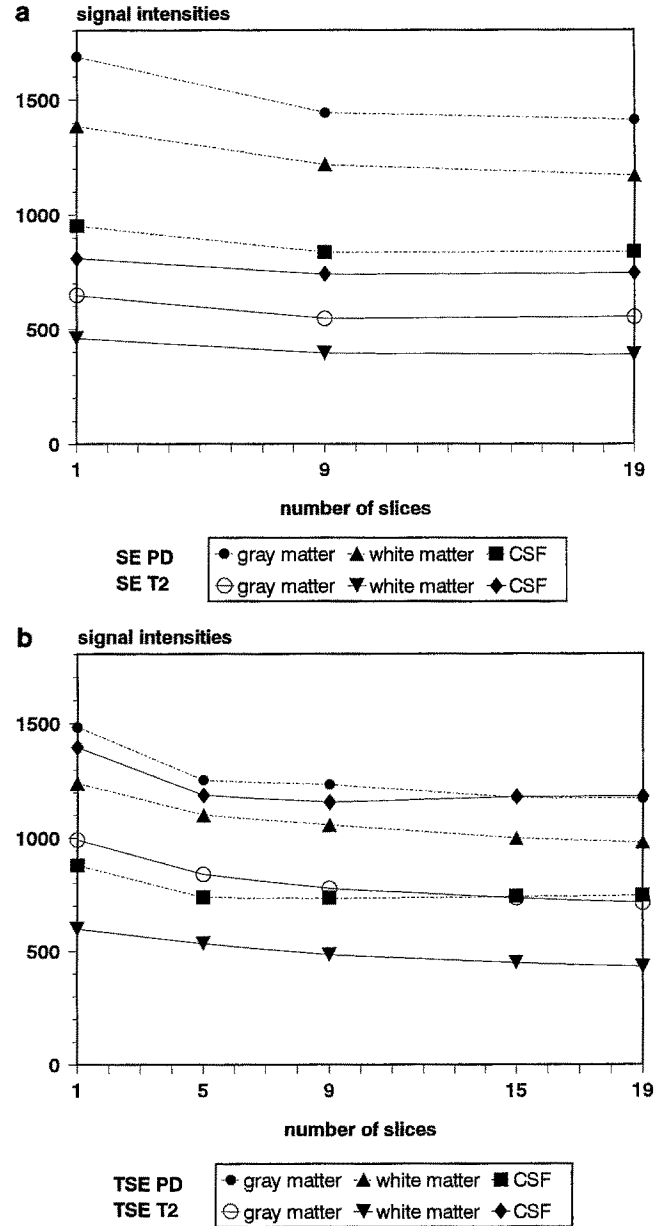 a
signal intensities
1500
1000
500
0
1 9 19
number of slices
SE PD gray matter white matter CSF
SE T2 gray matter white matter CSF
b
signal intensities
1500
1000
500
0
1 5 9 15 19
number of slices
TSE PD gray matter white matter CSF
TSE T2 gray matter white matter CSF